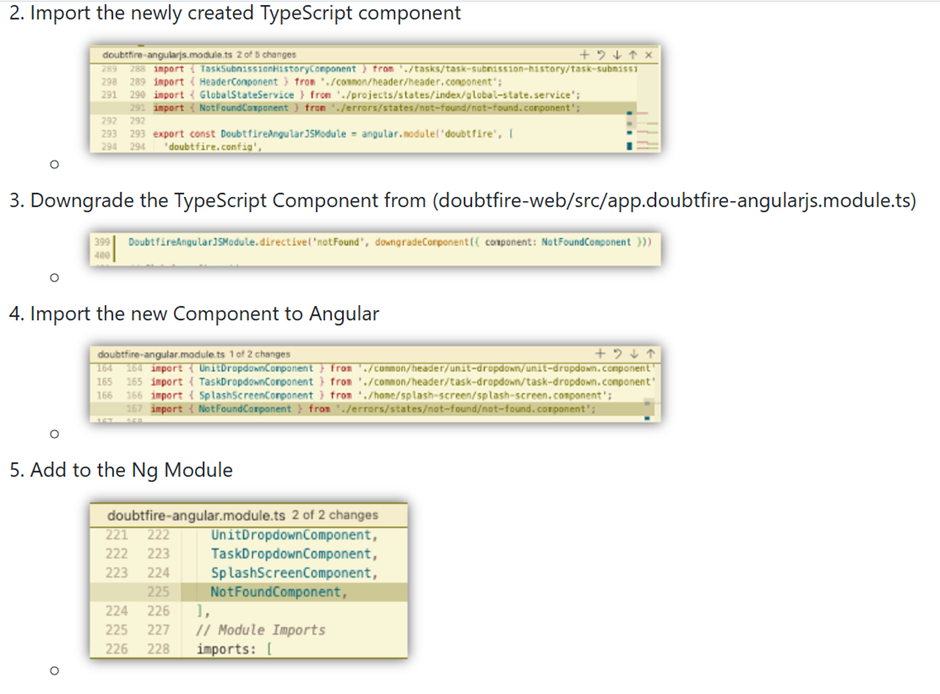 2. Import the newly created TypeScript component
doubtfire-angularjs.module.ts 2 of 5 changes
289 288 import { TaskSubmissionHistoryComponent } from './tasks/task-submission-history/task-submissi
290 289 import { HeaderComponent } from './common/header/header.component';
291 290 import { GlobalStateService } from './projects/states/index/global-state.service';
291 import { NotFoundComponent } from './errors/states/not-found/not-found.component';
292 292
293 293 export const DoubtfireAngularJSModule = angular.module('doubtfire', [
294 294 'doubtfire.config',
3. Downgrade the TypeScript Component from (doubtfire-web/src/app.doubtfire-angularjs.module.ts)
399 DoubtfireAngularJSModule.directive('notFound', downgradeComponent({ component: NotFoundComponent }))
400
4. Import the new Component to Angular
doubtfire-angular.module.ts 1 of 2 changes
164 164 import { UnitDropdownComponent } from './common/header/unit-dropdown/unit-dropdown.component'
165 165 import { TaskDropdownComponent } from './common/header/task-dropdown/task-dropdown.component'
166 166 import { SplashScreenComponent } from './home/splash-screen/splash-screen.component';
167 import { NotFoundComponent } from './errors/states/not-found/not-found.component';
5. Add to the Ng Module
doubtfire-angular.module.ts 2 of 2 changes
221 222 UnitDropdownComponent,
222 223 TaskDropdownComponent,
223 224 SplashScreenComponent,
225 NotFoundComponent,
224 226 ],
225 227 // Module Imports
226 228 imports: [